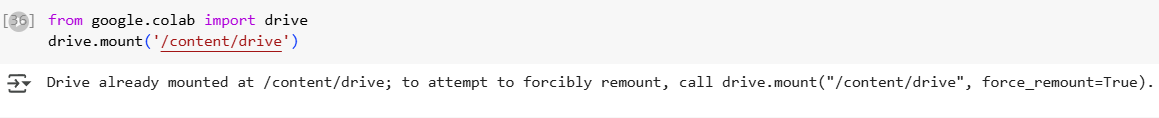 [36] from google.colab import drive
drive.mount('/content/drive')
Drive already mounted at /content/drive; to attempt to forcibly remount, call drive.mount("/content/drive", force_remount=True).